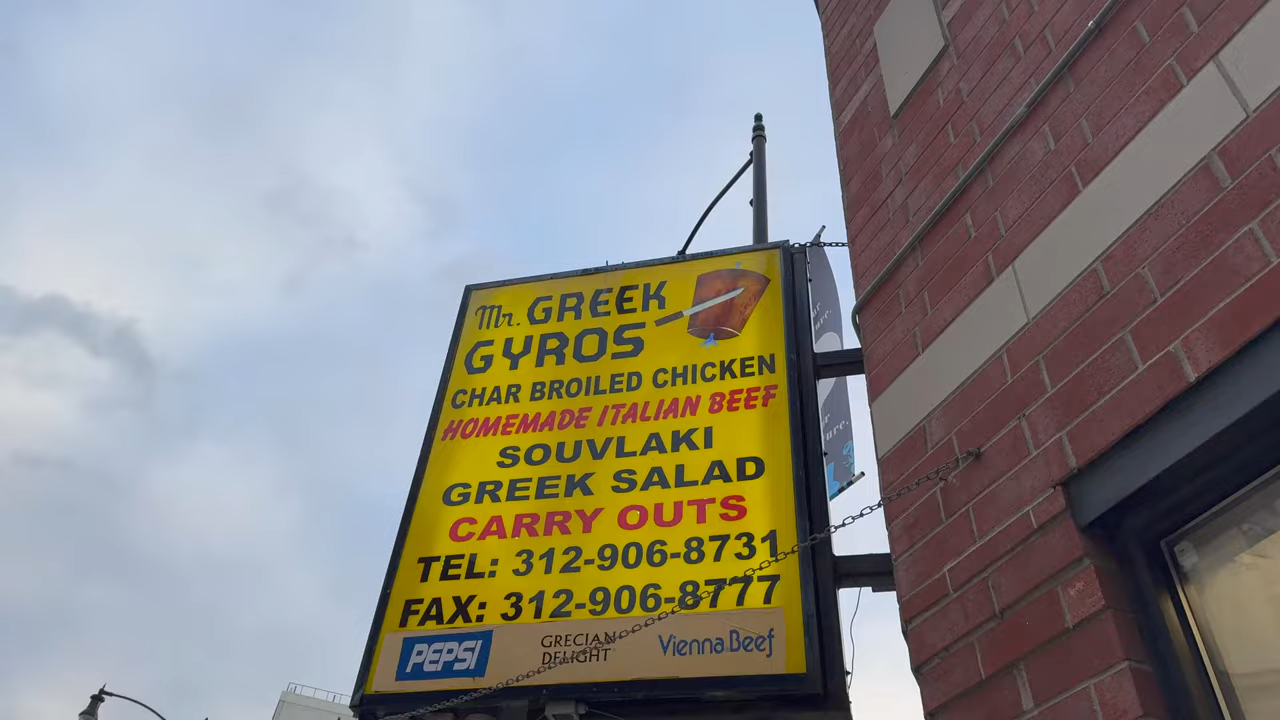 Mr. GREEK
GYROS
CHAR BROILED CHICKEN
HOMEMADE ITALIAN BEEF
SOUVLAKI
GREEK SALAD
CARRY OUTS
TEL: 312-906-8731
FAX: 312-906-8777
PEPSI
GRECIAN
DELIGHT
Vienna Beef